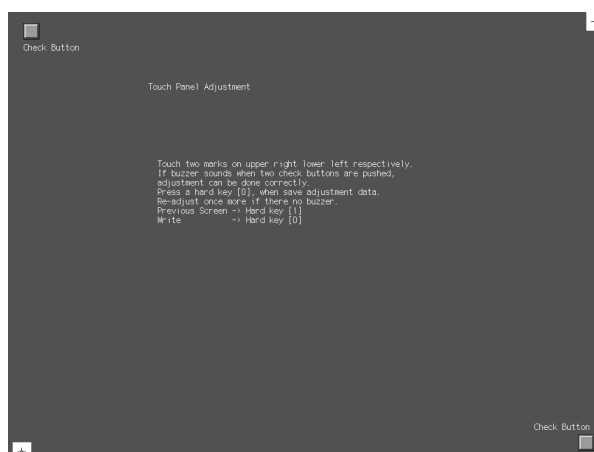 Check Button
Touch Panel Adjustment
Touch two marks on upper right lower left respectively.
If buzzer sounds when two check buttons are pushed,
adjustment can be done correctly.
Press a hard key [0], when save adjustment data.
Re-adjust once more if there no buzzer.
Previous Screen -> Hard key [1]
Write -> Hard key [0]
Check Button